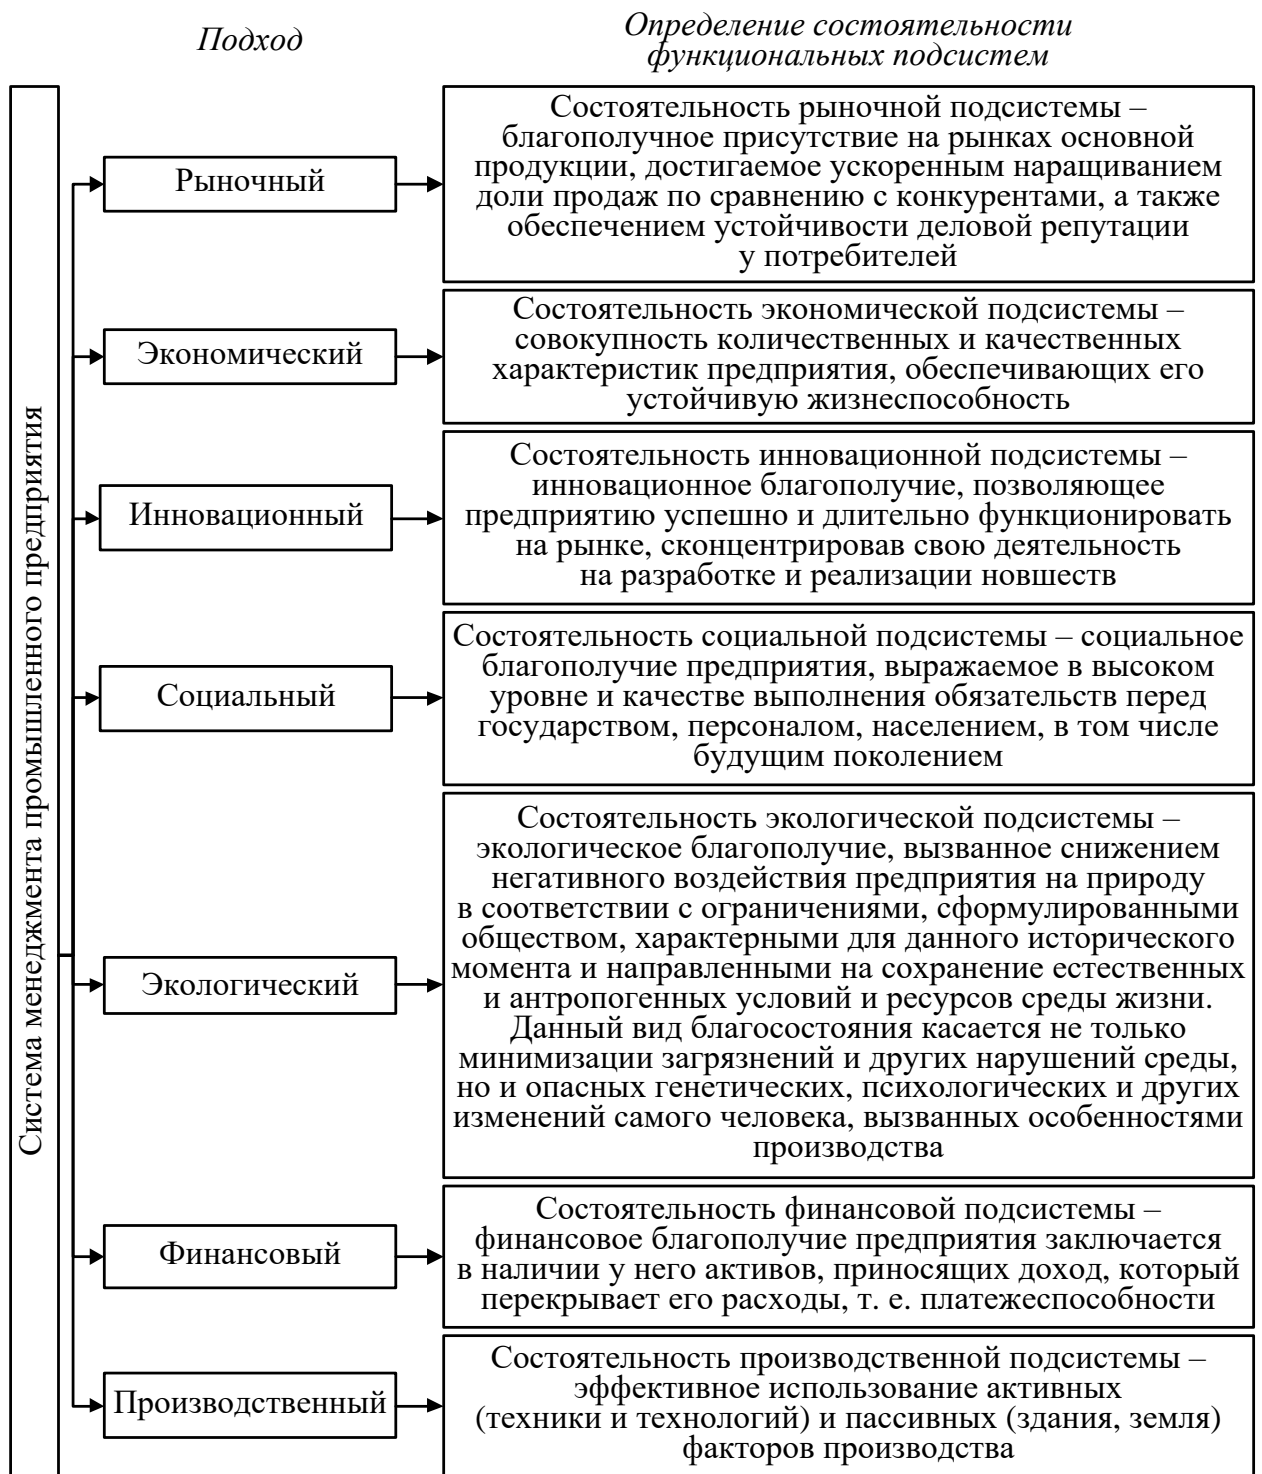 Подход
Определение состоятельности
функциональных подсистем
Система менеджмента промышленного предприятия
Рыночный
Состоятельность рыночной подсистемы –
благополучное присутствие на рынках основной
продукции, достигаемое ускоренным наращиванием
доли продаж по сравнению с конкурентами, а также
обеспечением устойчивости деловой репутации
у потребителей
Экономический
Состоятельность экономической подсистемы –
совокупность количественных и качественных
характеристик предприятия, обеспечивающих его
устойчивую жизнеспособность
Инновационный
Состоятельность инновационной подсистемы –
инновационное благополучие, позволяющее
предприятию успешно и длительно функционировать
на рынке, сконцентрировав свою деятельность
на разработке и реализации новшеств
Социальный
Состоятельность социальной подсистемы – социальное
благополучие предприятия, выражаемое в высоком
уровне и качестве выполнения обязательств перед
государством, персоналом, населением, в том числе
будущим поколением
Экологический
Состоятельность экологической подсистемы –
экологическое благополучие, вызванное снижением
негативного воздействия предприятия на природу
в соответствии с ограничениями, сформулированными
обществом, характерными для данного исторического
момента и направленными на сохранение естественных
и антропогенных условий и ресурсов среды жизни.
Данный вид благосостояния касается не только
минимизации загрязнений и других нарушений среды,
но и опасных генетических, психологических и других
изменений самого человека, вызванных особенностями
производства
Финансовый
Состоятельность финансовой подсистемы –
финансовое благополучие предприятия заключается
в наличии у него активов, приносящих доход, который
перекрывает его расходы, т. е. платежеспособности
Производственный
Состоятельность производственной подсистемы –
эффективное использование активных
(техники и технологий) и пассивных (здания, земля)
факторов производства